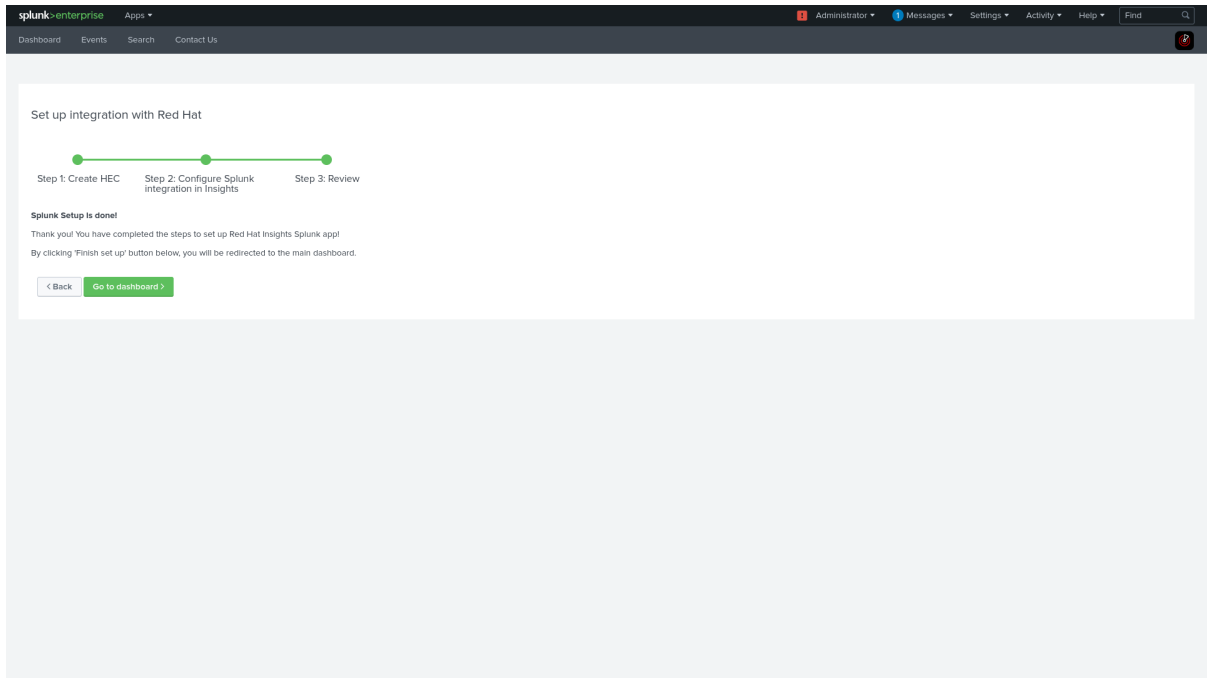 splunk>enterprise Apps Administrator 1 Messages Settings Activity Help Find
Dashboard Events Search Contact Us
Set up integration with Red Hat
Step 1: Create HEC Step 2: Configure Splunk Step 3: Review
integration in Insights
Splunk Setup is done!
Thank you! You have completed the steps to set up Red Hat Insights Splunk app!
By clicking 'Finish set up' button below, you will be redirected to the main dashboard.
< Back Go to dashboard >